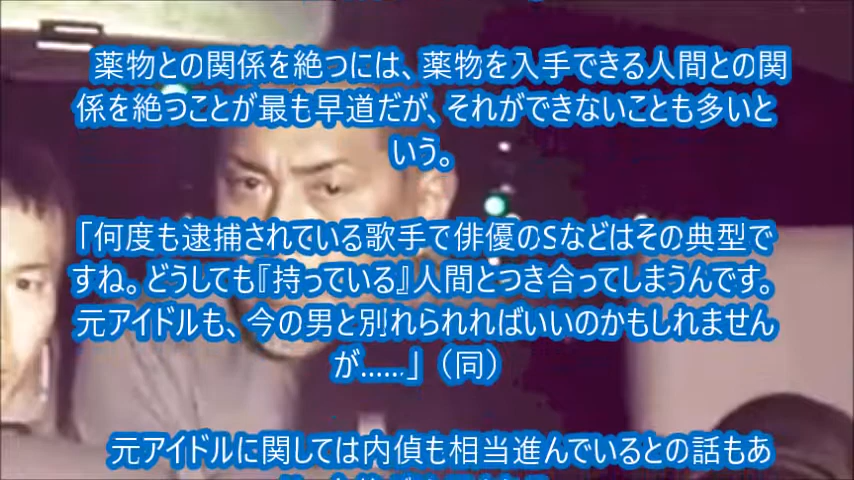 薬物との関係を絶つには、薬物を入手できる人間との関
係を絶つことが最も早道だが、それができないことも多いと
いう。
「何度も逮捕されている歌手で俳優のSなどはその典型で
すね。どうしても『持っている』人間とつき合ってしまうんです。
元アイドルも、今の男と別れられればいいのかもしれません
が……」（同）
元アイドルに関しては内偵も相当進んでいるとの話もあ